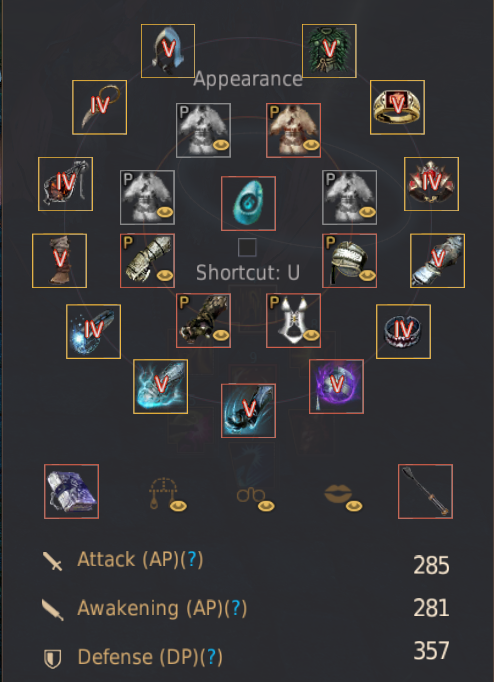 V V
Appearance
IV V
P P
IV P P IV
V P P V
Shortcut: U
IV P P IV
V V V
Attack (AP)(?) 285
Awakening (AP)(?) 281
Defense (DP)(?) 357